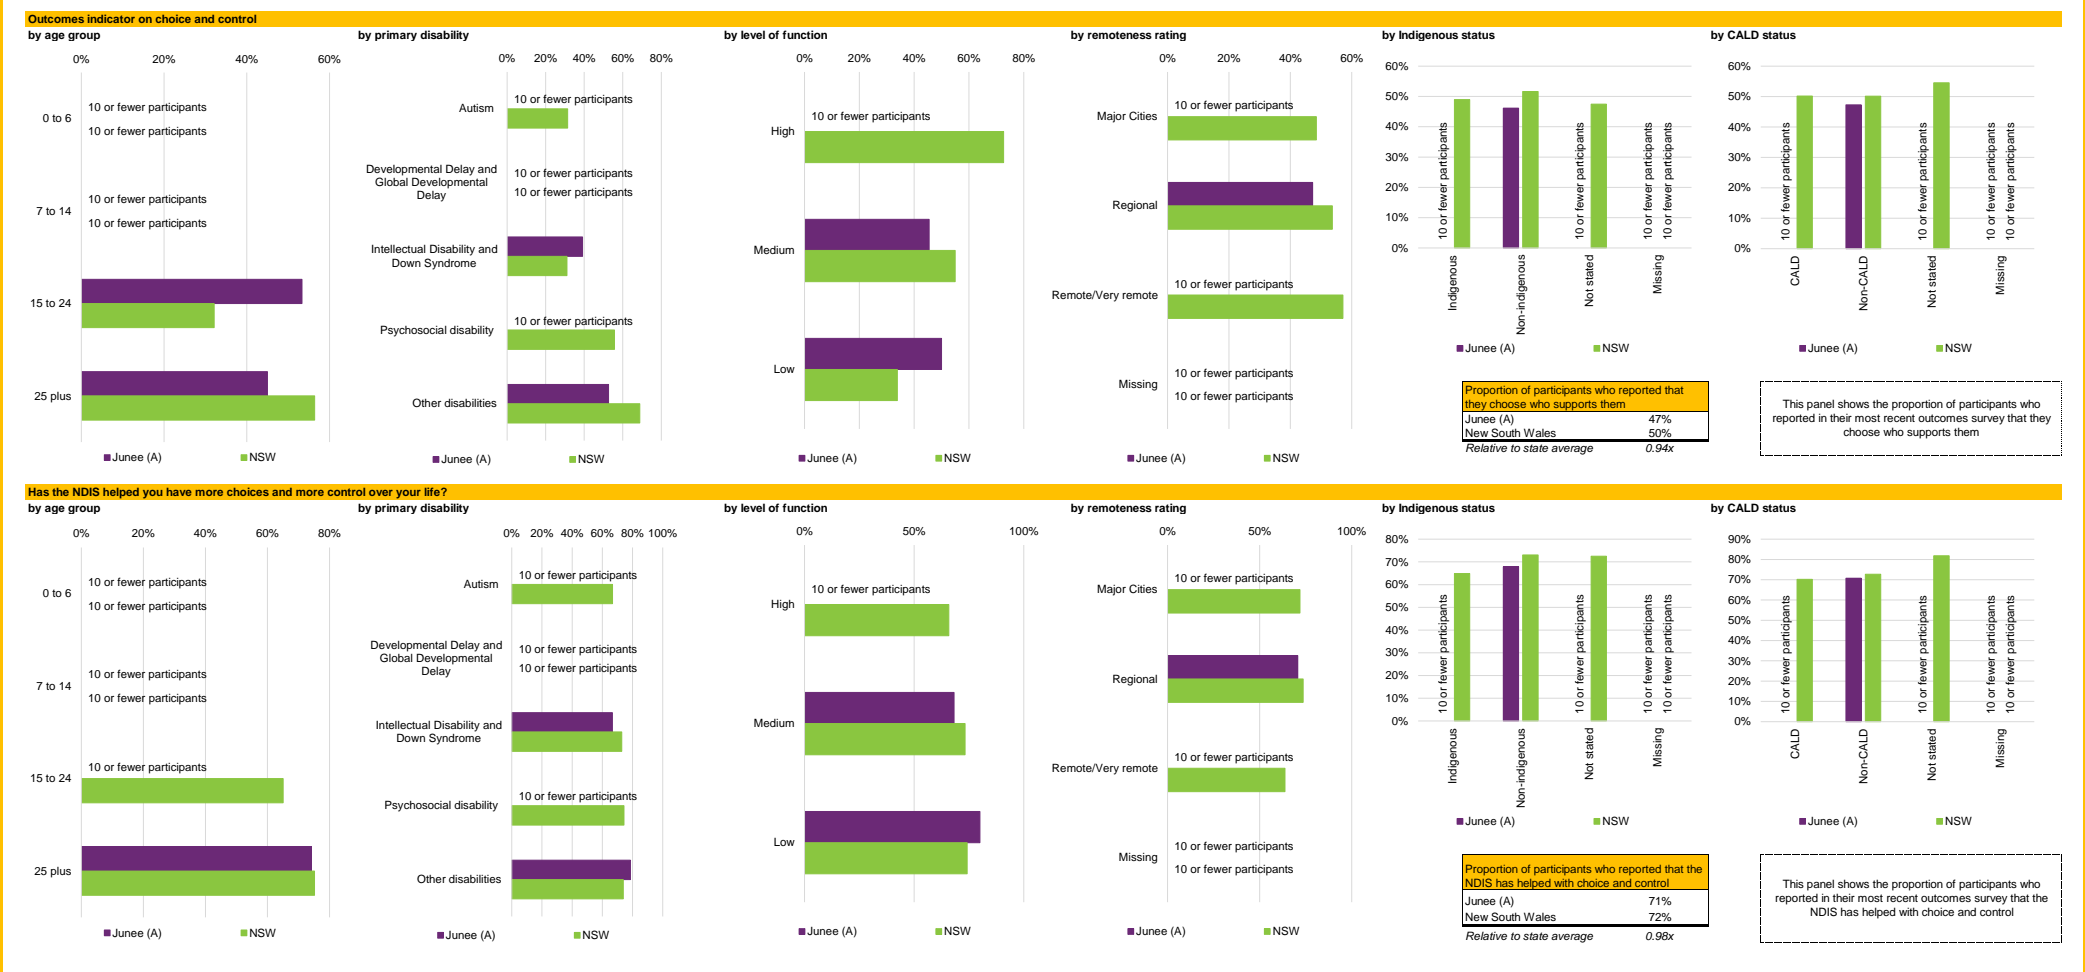 Outcomes indicator on choice and control
by age group
0% 20% 40% 60%
0 to 6
10 or fewer participants
10 or fewer participants
7 to 14
10 or fewer participants
10 or fewer participants
15 to 24
25 plus
Junee (A) NSW
by primary disability
0% 20% 40% 60% 80%
Autism
10 or fewer participants
Developmental Delay and
Global Developmental
Delay
10 or fewer participants
10 or fewer participants
Intellectual Disability and
Down Syndrome
Psychosocial disability
10 or fewer participants
Other disabilities
Junee (A) NSW
by level of function
0% 20% 40% 60% 80%
High
10 or fewer participants
Medium
Low
Junee (A) NSW
by remoteness rating
0% 20% 40% 60%
Major Cities
10 or fewer participants
Regional
Remote/Very remote
10 or fewer participants
Missing
10 or fewer participants
10 or fewer participants
Junee (A) NSW
by Indigenous status
60%
50%
40%
30%
20%
10%
0%
10 or fewer participants
10 or fewer participants
10 or fewer participants
10 or fewer participants
Indigenous
Non-indigenous
Not stated
Missing
Junee (A) NSW
by CALD status
60%
50%
40%
30%
20%
10%
0%
10 or fewer participants
10 or fewer participants
10 or fewer participants
10 or fewer participants
CALD
Non-CALD
Not stated
Missing
Junee (A) NSW
Proportion of participants who reported that
they choose who supports them
Junee (A) 47%
New South Wales 50%
Relative to state average 0.94x
This panel shows the proportion of participants who
reported in their most recent outcomes survey that they
choose who supports them
Has the NDIS helped you have more choices and more control over your life?
by age group
0% 20% 40% 60% 80%
0 to 6
10 or fewer participants
10 or fewer participants
7 to 14
10 or fewer participants
10 or fewer participants
15 to 24
10 or fewer participants
25 plus
Junee (A) NSW
by primary disability
0% 20% 40% 60% 80% 100%
Autism
10 or fewer participants
Developmental Delay and
Global Developmental
Delay
10 or fewer participants
10 or fewer participants
Intellectual Disability and
Down Syndrome
Psychosocial disability
10 or fewer participants
Other disabilities
Junee (A) NSW
by level of function
0% 50% 100%
High
10 or fewer participants
Medium
Low
Junee (A) NSW
by remoteness rating
0% 50% 100%
Major Cities
10 or fewer participants
Regional
Remote/Very remote
10 or fewer participants
Missing
10 or fewer participants
10 or fewer participants
Junee (A) NSW
by Indigenous status
80%
70%
60%
50%
40%
30%
20%
10%
0%
10 or fewer participants
10 or fewer participants
10 or fewer participants
10 or fewer participants
Indigenous
Non-indigenous
Not stated
Missing
Junee (A) NSW
by CALD status
90%
80%
70%
60%
50%
40%
30%
20%
10%
0%
10 or fewer participants
10 or fewer participants
10 or fewer participants
10 or fewer participants
CALD
Non-CALD
Not stated
Missing
Junee (A) NSW
Proportion of participants who reported that the
NDIS has helped with choice and control
Junee (A) 71%
New South Wales 72%
Relative to state average 0.98x
This panel shows the proportion of participants who
reported in their most recent outcomes survey that the
NDIS has helped with choice and control